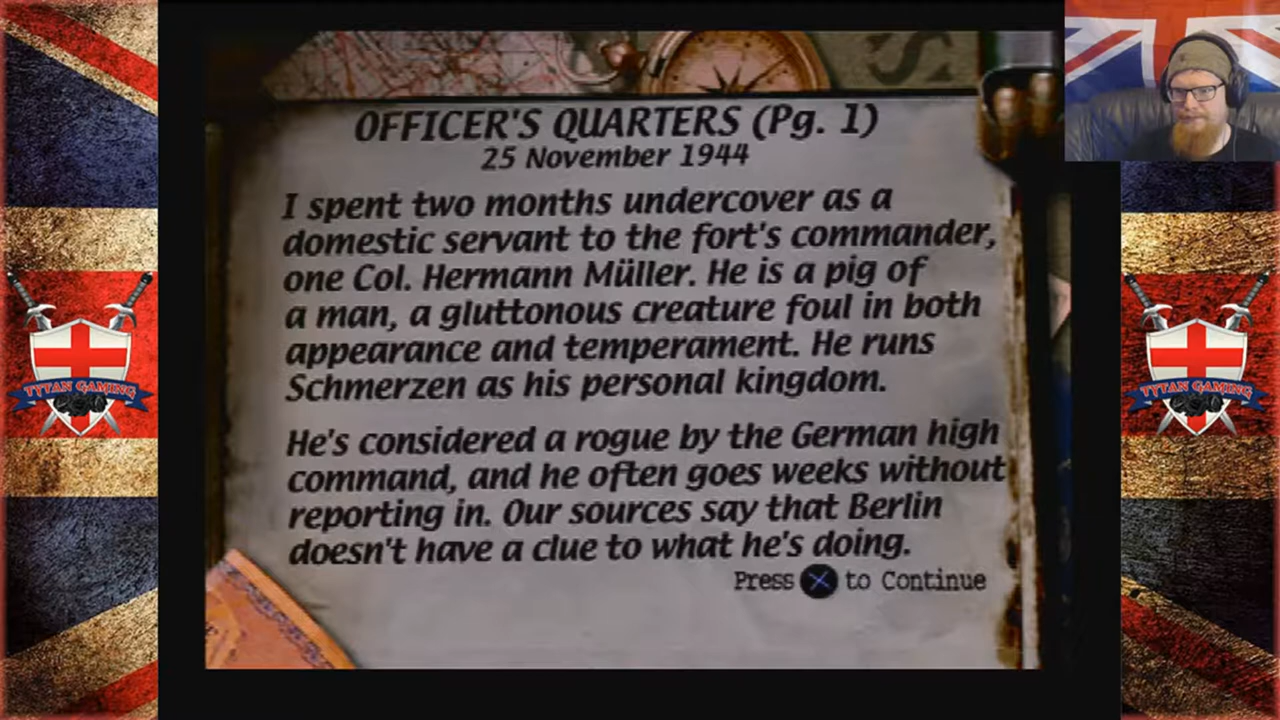 OFFICER'S QUARTERS (Pg. 1)
25 November 1944
I spent two months undercover as a
domestic servant to the fort's commander,
one Col. Hermann Müller. He is a pig of
a man, a gluttonous creature foul in both
appearance and temperament. He runs
Schmerzen as his personal kingdom.
He's considered a rogue by the German high
command, and he often goes weeks without
reporting in. Our sources say that Berlin
doesn't have a clue to what he's doing.
Press X to Continue
TYTAN GAMING
TYTAN GAMING